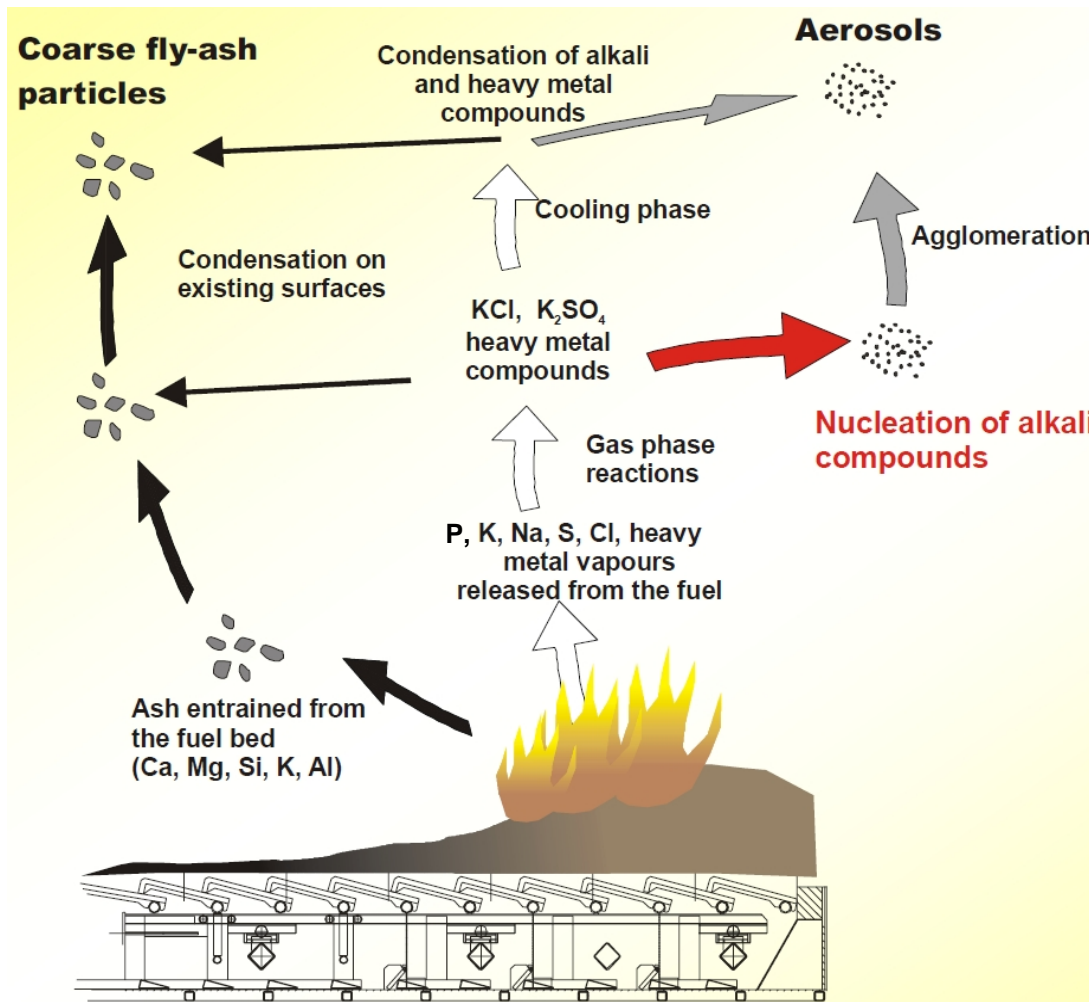 Coarse fly-ash
particles
Condensation of alkali
and heavy metal
compounds
Aerosols
Cooling phase
Agglomeration
Condensation on
existing surfaces
KCl, K₂SO₄
heavy metal
compounds
Nucleation of alkali
compounds
Gas phase
reactions
P, K, Na, S, Cl, heavy
metal vapours
released from the fuel
Ash entrained from
the fuel bed
(Ca, Mg, Si, K, Al)